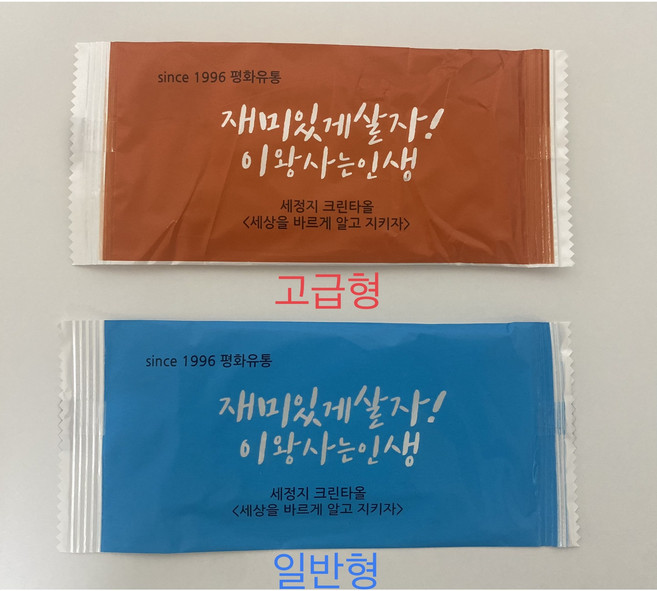 since 1996 평화유통
재미있게살자!
이왕사는인생
세정지 크린타올
<세상을 바르게 알고 지키자>
고급형
since 1996 평화유통
재미있게살자!
이왕사는인생
세정지 크린타올
<세상을 바르게 알고 지키자>
일반형